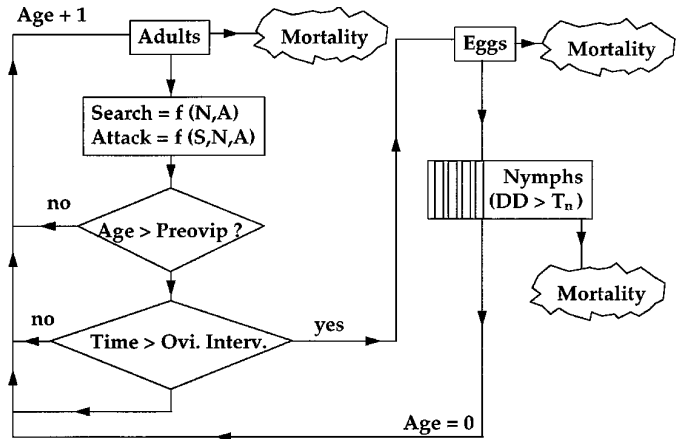 Age + 1
Adults
Mortality
Eggs
Mortality
Search = f (N,A)
Attack = f (S,N,A)
Nymphs
(DD > Tₙ)
no
Age > Preovip ?
Mortality
no
Time > Ovi. Interv.
yes
Age = 0